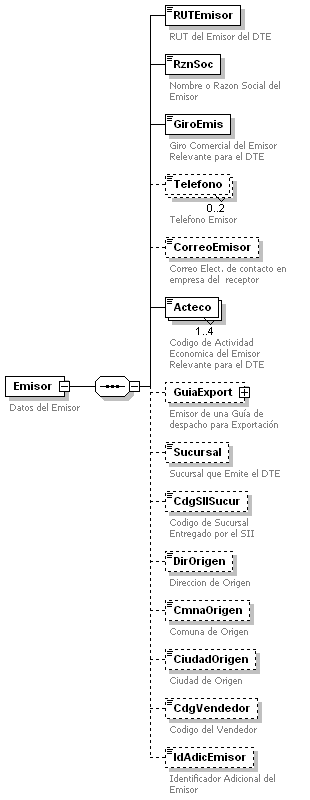 RUTEmisor
RUT del Emisor del DTE
RznSoc
Nombre o Razon Social del
Emisor
GiroEmis
Giro Comercial del Emisor
Relevante para el DTE
Telefono
0..2
Telefono Emisor
CorreoEmisor
Correo Elect. de contacto en
empresa del receptor
Acteco
1..4
Codigo de Actividad
Economica del Emisor
Relevante para el DTE
Emisor
Datos del Emisor
GuiaExport
Emisor de una Guía de
despacho para Exportación
Sucursal
Sucursal que Emite el DTE
CdgSIISucur
Codigo de Sucursal
Entregado por el SII
DirOrigen
Direccion de Origen
CmnaOrigen
Comuna de Origen
CiudadOrigen
Ciudad de Origen
CdgVendedor
Codigo del Vendedor
IdAdicEmisor
Identificador Adicional del
Emisor